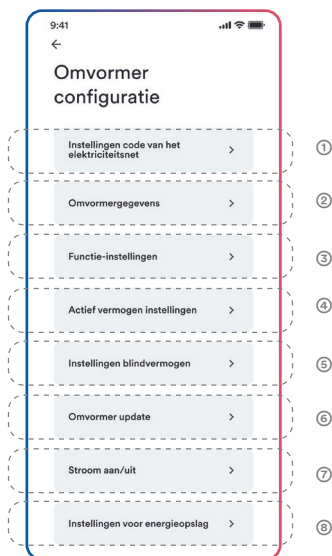 9:41
Omvormer
configuratie
Instellingen code van het
elektriciteitsnet
1
Omvormergegevens
2
Functie-instellingen
3
Actief vermogen instellingen
4
Instellingen blindvermogen
5
Omvormer update
6
Stroom aan/uit
7
Instellingen voor energieopslag
8